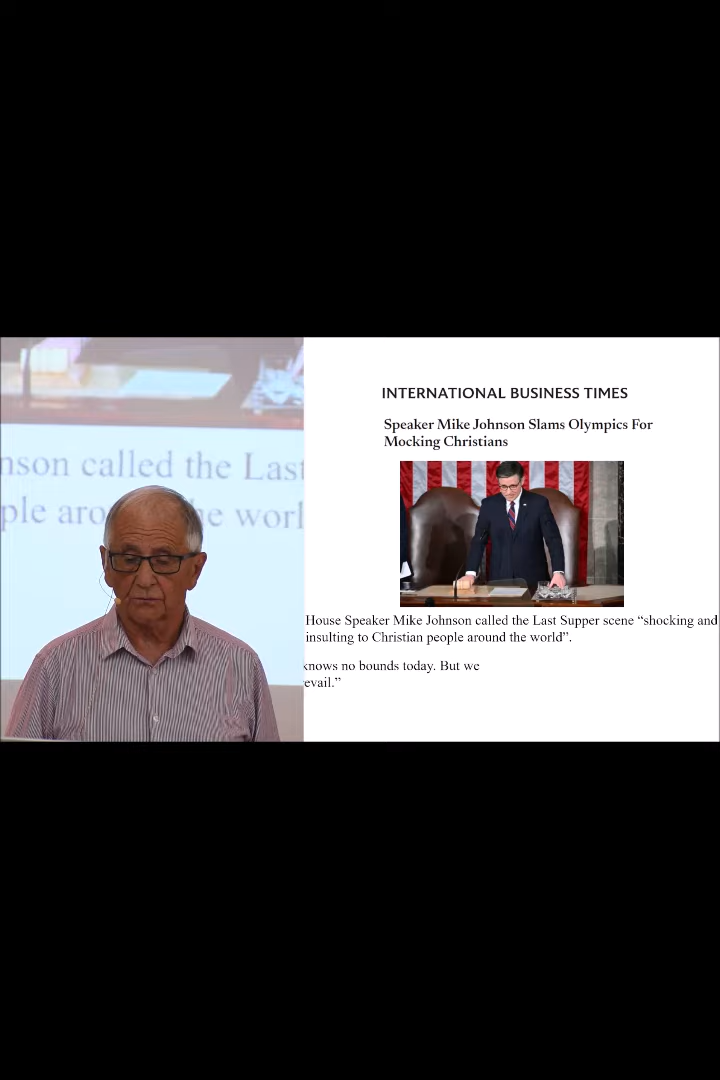 nson called the Last
ple aro he worl
INTERNATIONAL BUSINESS TIMES
Speaker Mike Johnson Slams Olympics For
Mocking Christians
House Speaker Mike Johnson called the Last Supper scene “shocking and
insulting to Christian people around the world”.
knows no bounds today. But we
evail.”